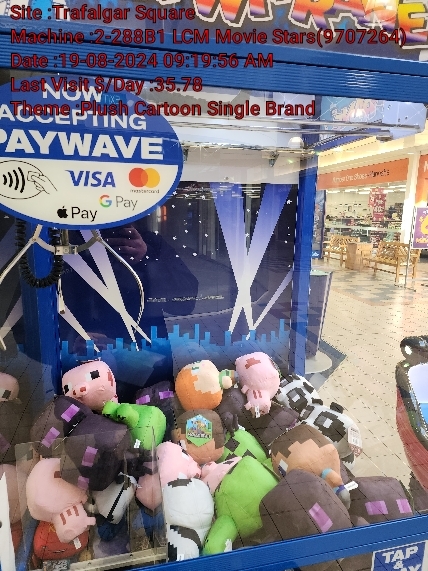 Site :Trafalgar Square
Machine :2-288B1 LCM Movie Stars(9707264)
Date :19-08-2024 09:19:56 AM
Last Visit $/Day :35.78
Theme :Plush Cartoon Single Brand
NOW
ACCEPTING
PAYWAVE
VISA
mastercard
Pay
G Pay
TAP